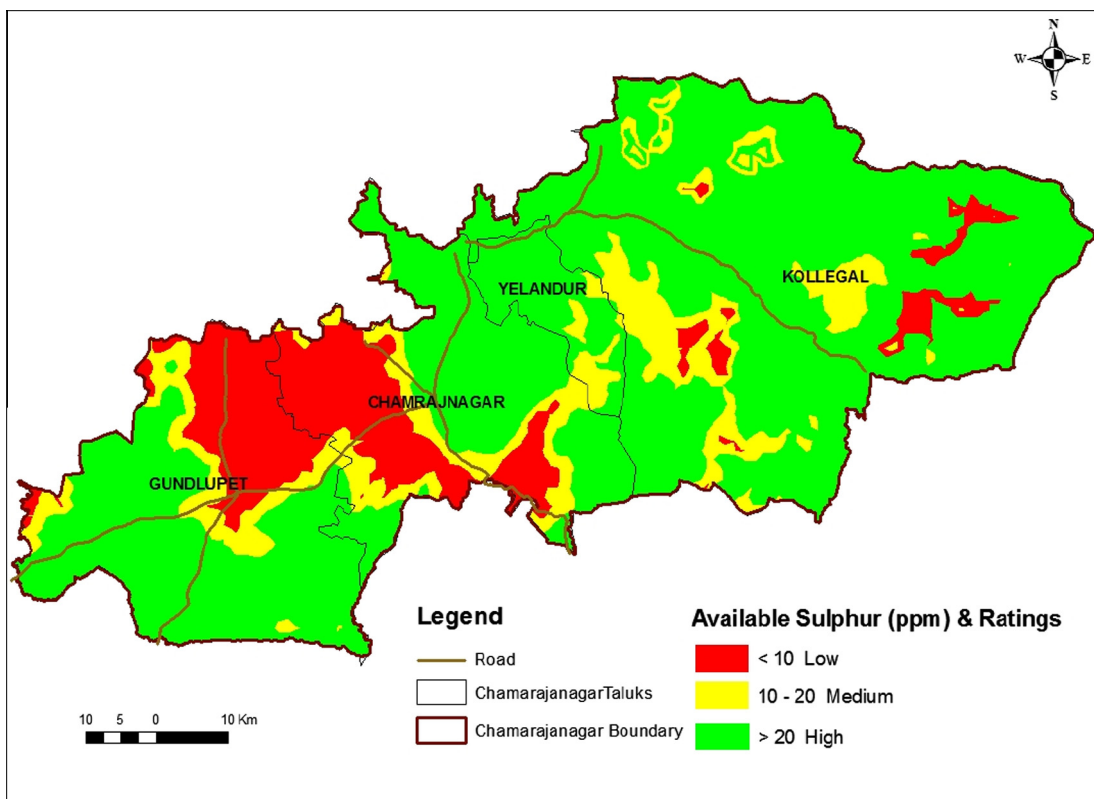 N
W E
S
KOLLEGAL
YELANDUR
CHAMRAJNAGAR
GUNDLUPET
Legend
Road
ChamarajanagarTaluks
Chamarajanagar Boundary
Available Sulphur (ppm) & Ratings
< 10 Low
10 - 20 Medium
> 20 High
10 5 0 10 Km